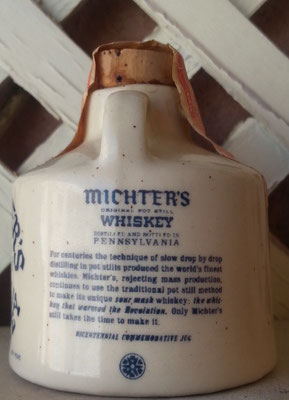 MICHTER'S
ORIGINAL POT STILL
WHISKEY
DISTILLED AND BOTTLED IN
PENNSYLVANIA
For centuries the technique of slow drop by drop
distilling in pot stills produced the world's finest
whiskies. Michter's, rejecting mass production,
continues to use the traditional pot still method
to make its unique sour mash whiskey: the whis-
key that warmed the Revolution. Only Michter's
still takes the time to make it.
BICENTENNIAL COMMEMORATIVE JUG
R'S